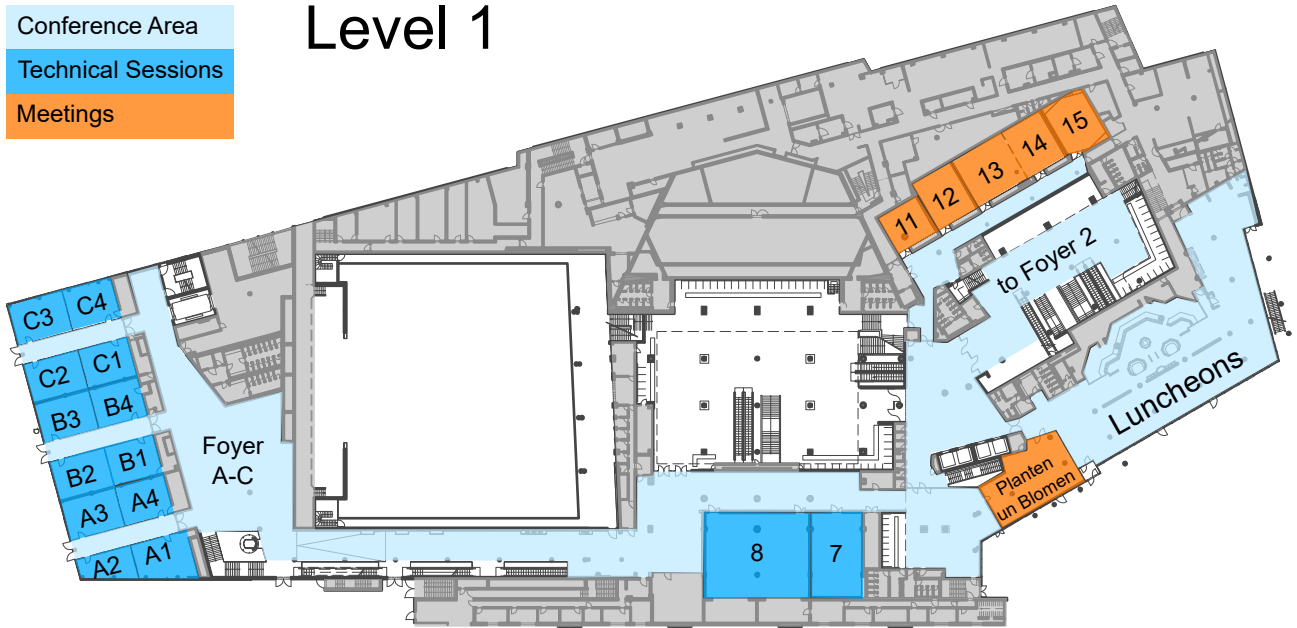 Level 1
Conference Area
Technical Sessions
Meetings
15
14
13
12
11
to Foyer 2
C3
C4
C2
C1
B3
B4
B2
B1
A3
A4
A2
A1
Foyer
A-C
Luncheons
Planten
un Blomen
8
7